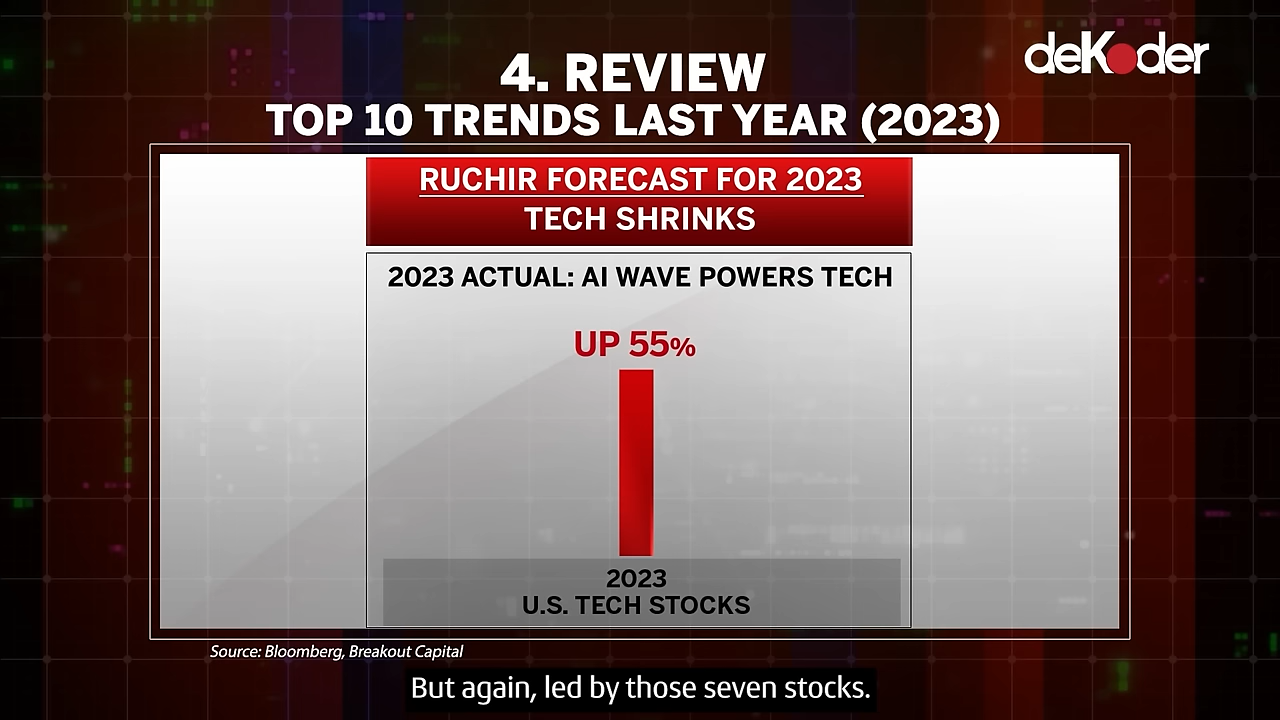 deKoder
4. REVIEW
TOP 10 TRENDS LAST YEAR (2023)
RUCHIR FORECAST FOR 2023
TECH SHRINKS
2023 ACTUAL: AI WAVE POWERS TECH
UP 55%
2023
U.S. TECH STOCKS
Source: Bloomberg, Breakout Capital
But again, led by those seven stocks.